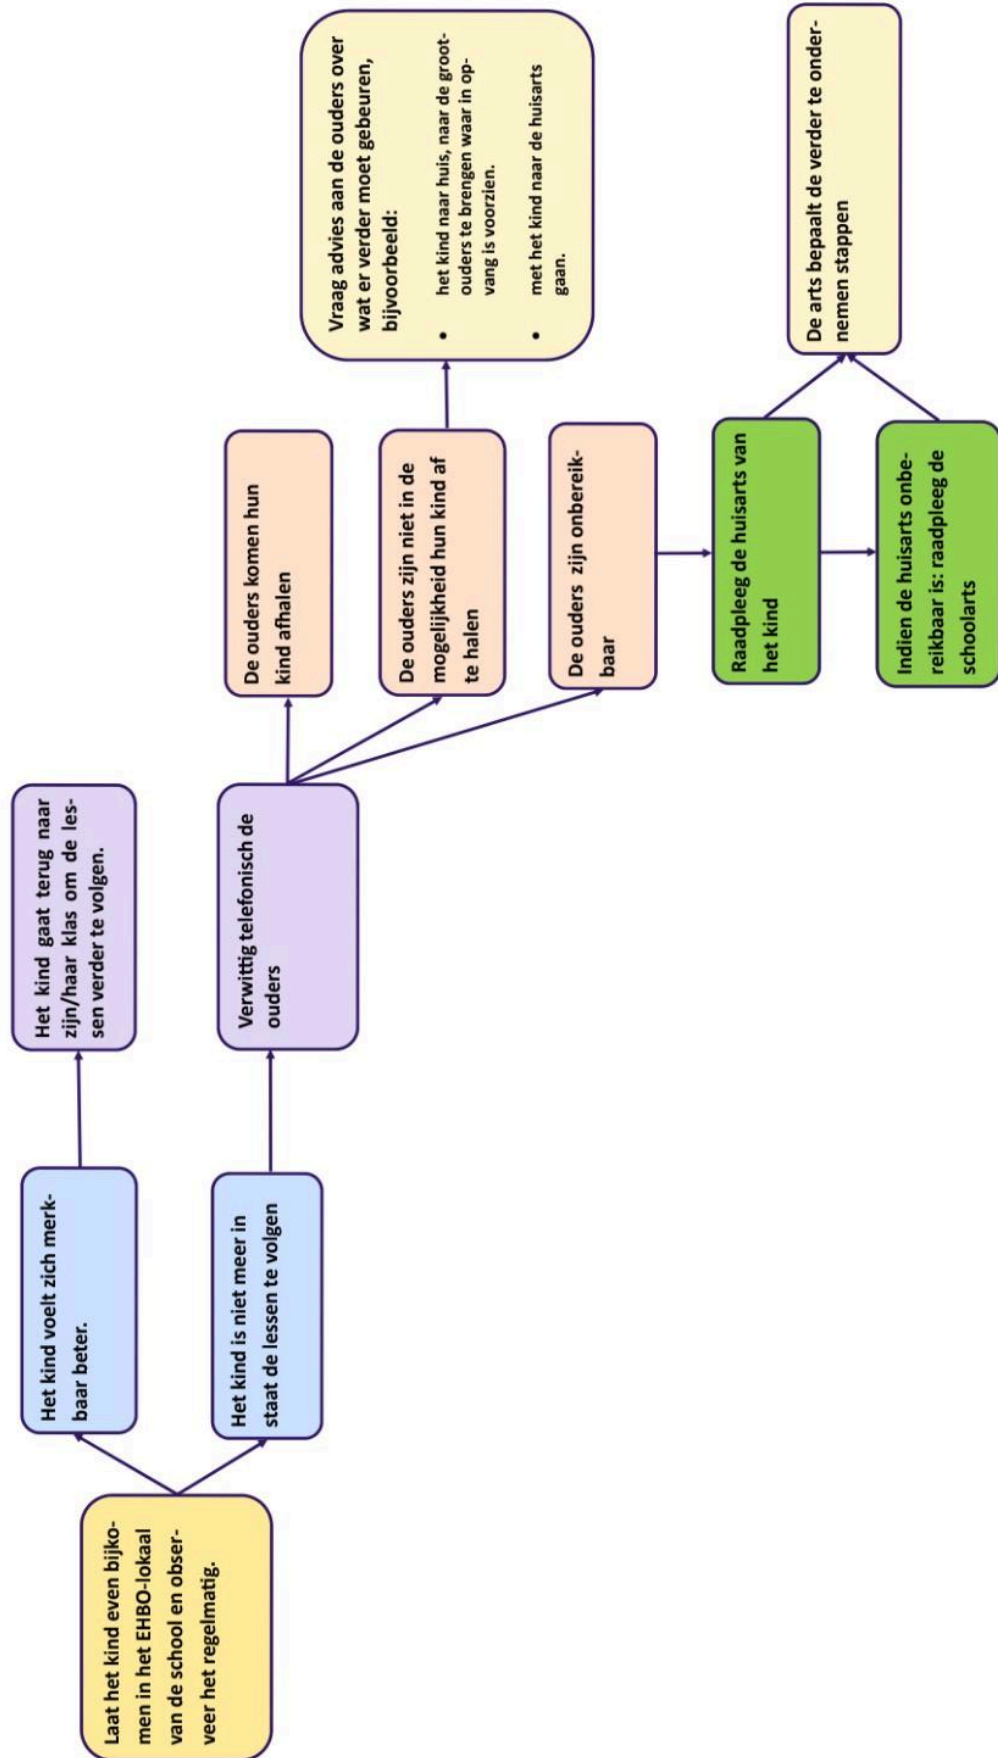 Laat het kind even bijko-
men in het EHBO-lokaal
van de school en obser-
veer het regelmatig.
Het kind voelt zich merk-
baar beter.
Het kind gaat terug naar
zijn/haar klas om de les-
sen verder te volgen.
Het kind is niet meer in
staat de lessen te volgen
Verwittig telefonisch de
ouders
De ouders komen hun
kind afhalen
De ouders zijn niet in de
mogelijkheid hun kind af
te halen
Vraag advies aan de ouders over
wat er verder moet gebeuren,
bijvoorbeeld:
• het kind naar huis, naar de groot-
ouders te brengen waar in op-
vang is voorzien.
• met het kind naar de huisarts
gaan.
De ouders zijn onbereik-
baar
Raadpleeg de huisarts van
het kind
Indien de huisarts onbe-
reikbaar is: raadpleeg de
schoolarts
De arts bepaalt de verder te onder-
nemen stappen